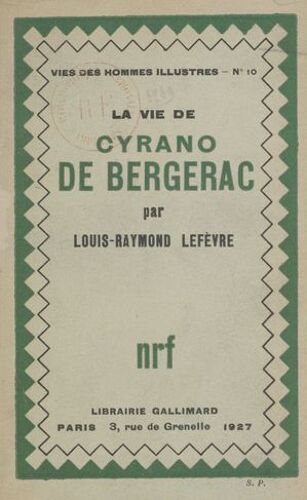 VIES DES HOMMES ILLUSTRES – N° 10
LA VIE DE
CYRANO
DE BERGERAC
par
LOUIS-RAYMOND LEFÈVRE
nrf
LIBRAIRIE GALLIMARD
PARIS 3, rue de Grenelle 1927
S. P.